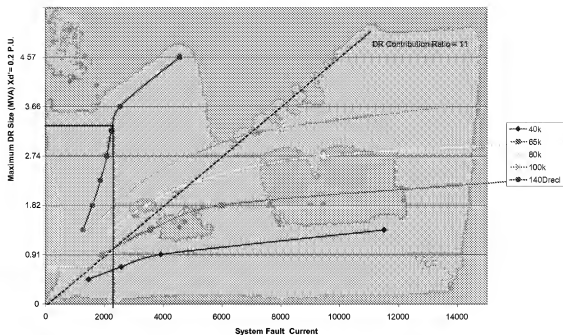 DR Contribution Ratio = 11
Maximum DR Size (MVA) Xd'= 0.2 P.U.
4 57
3.66
2.74
1.82
0.91
0
0 2000 4000 6000 8000 10000 12000 14000
System Fault Current
40k
65k
80k
100k
140Drecl